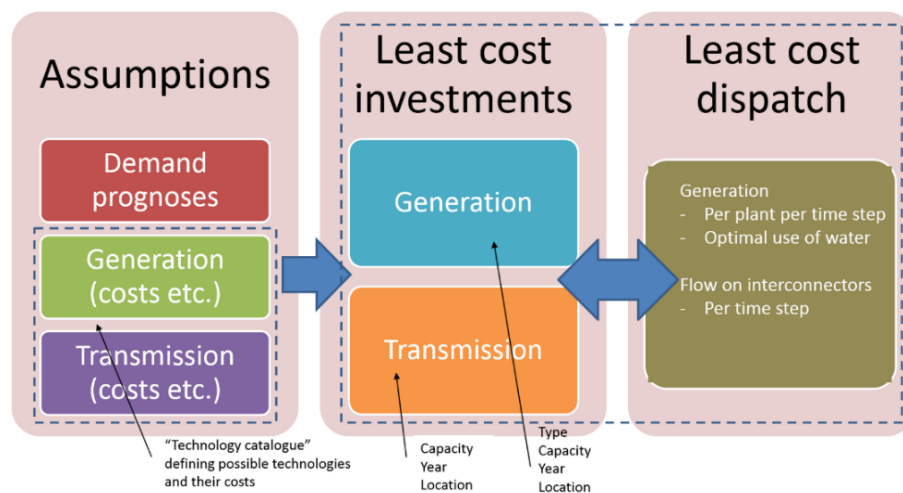 Assumptions
Demand
prognoses
Generation
(costs etc.)
Transmission
(costs etc.)
“Technology catalogue”
defining possible technologies
and their costs
Least cost
investments
Generation
Transmission
Capacity
Year
Location
Type
Capacity
Year
Location
Least cost
dispatch
Generation
- Per plant per time step
- Optimal use of water
Flow on interconnectors
- Per time step